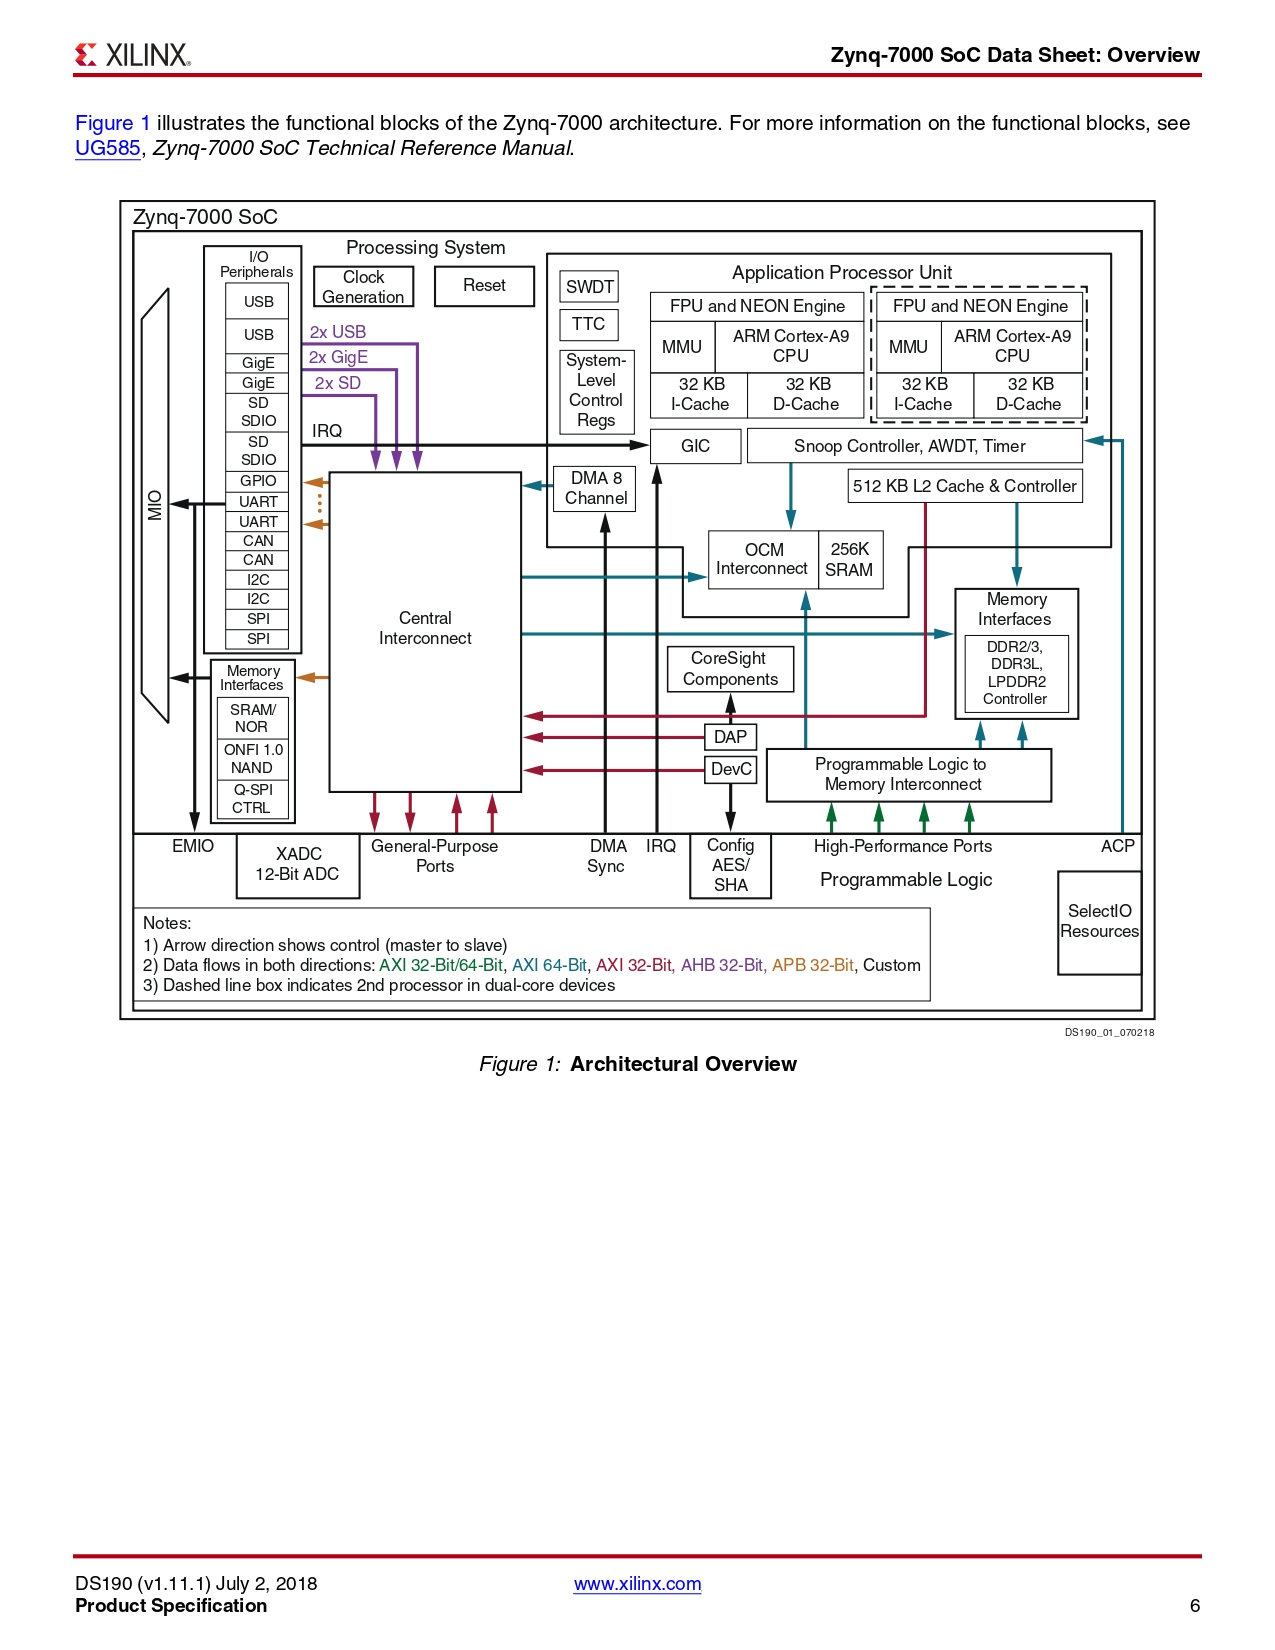 XILINX®
Zynq-7000 SoC Data Sheet: Overview
Figure 1 illustrates the functional blocks of the Zynq-7000 architecture. For more information on the functional blocks, see
UG585, Zynq-7000 SoC Technical Reference Manual.
Zynq-7000 SoC
Processing System
I/O
Peripherals
USB
USB
GigE
GigE
SD
SDIO
SD
SDIO
GPIO
UART
UART
CAN
CAN
I2C
I2C
SPI
SPI
MIO
Clock
Generation
Reset
2x USB
2x GigE
2x SD
IRQ
Application Processor Unit
SWDT
TTC
System-
Level
Control
Regs
FPU and NEON Engine
MMU
ARM Cortex-A9
CPU
32 KB
I-Cache
32 KB
D-Cache
FPU and NEON Engine
MMU
ARM Cortex-A9
CPU
32 KB
I-Cache
32 KB
D-Cache
GIC
Snoop Controller, AWDT, Timer
DMA 8
Channel
512 KB L2 Cache & Controller
OCM
Interconnect
256K
SRAM
Central
Interconnect
Memory
Interfaces
DDR2/3,
DDR3L,
LPDDR2
Controller
CoreSight
Components
DAP
DevC
Programmable Logic to
Memory Interconnect
Memory
Interfaces
SRAM/
NOR
ONFI 1.0
NAND
Q-SPI
CTRL
EMIO
XADC
12-Bit ADC
General-Purpose
Ports
DMA
Sync
IRQ
Config
AES/
SHA
High-Performance Ports
ACP
Programmable Logic
SelectIO
Resources
Notes:
1) Arrow direction shows control (master to slave)
2) Data flows in both directions: AXI 32-Bit/64-Bit, AXI 64-Bit, AXI 32-Bit, AHB 32-Bit, APB 32-Bit, Custom
3) Dashed line box indicates 2nd processor in dual-core devices
DS190_01_070218
Figure 1: Architectural Overview
DS190 (v1.11.1) July 2, 2018
www.xilinx.com
Product Specification
6